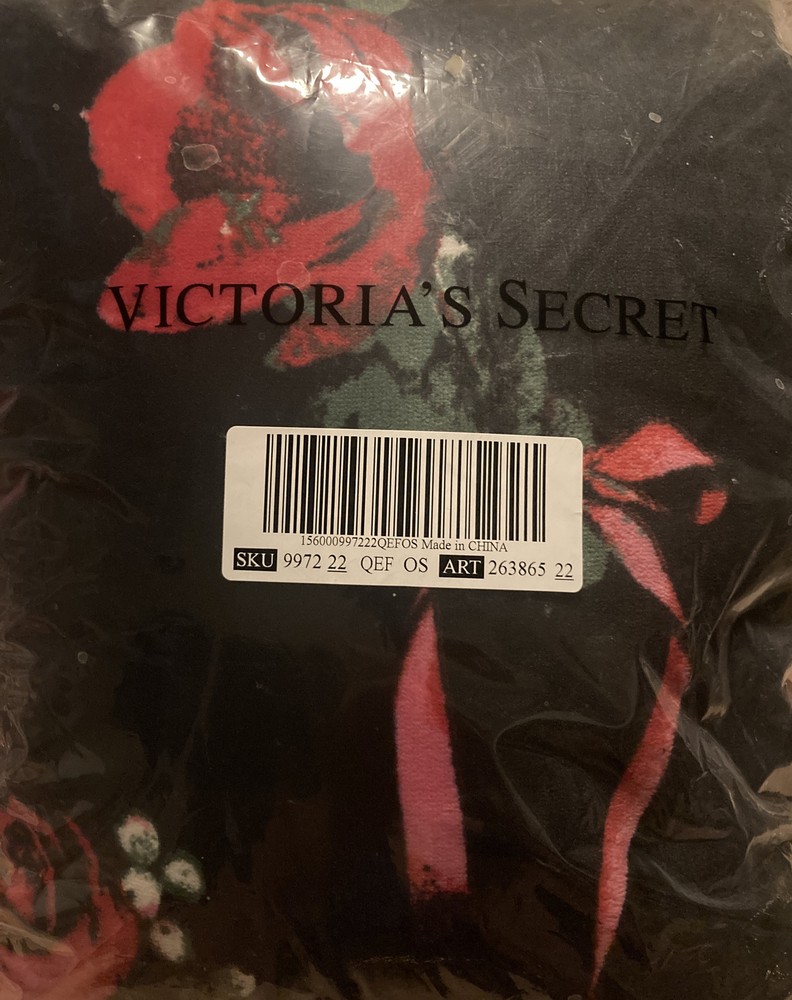 VICTORIA'S SECRET
156000997222QEFOS Made in CHINA
SKU 9972 22 QEF OS ART 263865 22